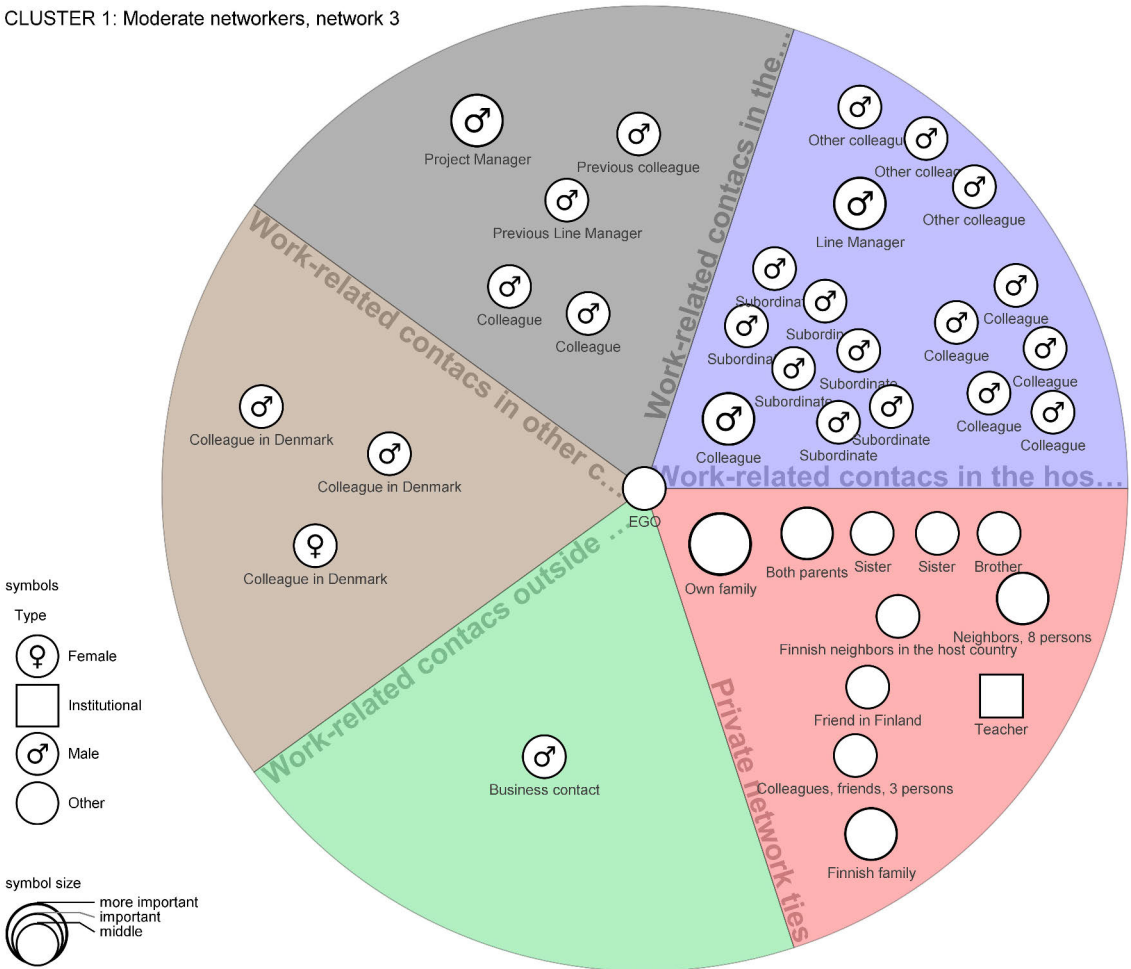 CLUSTER 1: Moderate networkers, network 3
Work-related contacs in the...
Project Manager
Previous colleague
Previous Line Manager
Colleague
Colleague
Other colleagu
Other colleag
Other colleague
Line Manager
Subordinat
Subordin
Subordina
Subordinate
Subordinate
Subordinate
Subordinate
Colleague
Colleague
Colleague
Colleague
Colleague
Colleague
Work-related contacs in the hos...
Work-related contacs in other c...
Colleague in Denmark
Colleague in Denmark
Colleague in Denmark
EGO
Work-related contacs outside ...
Business contact
Private network ties
Own family
Both parents
Sister
Sister
Brother
Neighbors, 8 persons
Finnish neighbors in the host country
Friend in Finland
Teacher
Colleagues, friends, 3 persons
Finnish family
symbols
Type
Female
Institutional
Male
Other
symbol size
more important
important
middle